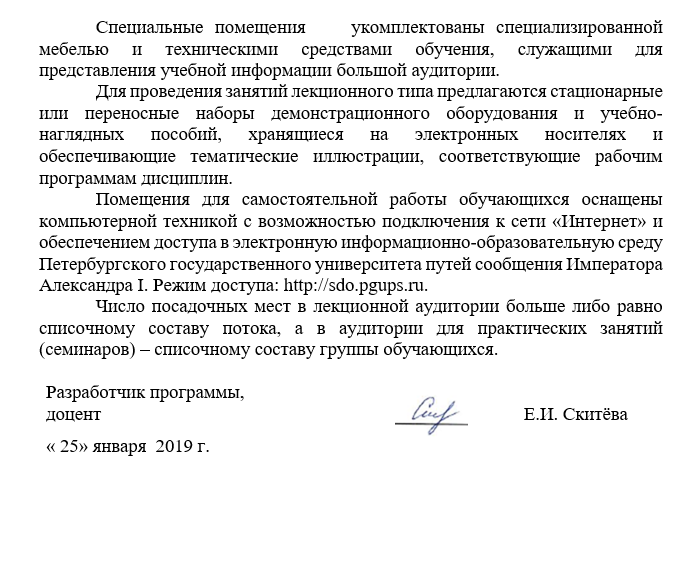 Специальные помещения укомплектованы специализированной
мебелью и техническими средствами обучения, служащими для
представления учебной информации большой аудитории.
Для проведения занятий лекционного типа предлагаются стационарные
или переносные наборы демонстрационного оборудования и учебно-
наглядных пособий, хранящиеся на электронных носителях и
обеспечивающие тематические иллюстрации, соответствующие рабочим
программам дисциплин.
Помещения для самостоятельной работы обучающихся оснащены
компьютерной техникой с возможностью подключения к сети «Интернет» и
обеспечением доступа в электронную информационно-образовательную среду
Петербургского государственного университета путей сообщения Императора
Александра I. Режим доступа: http://sdo.pgups.ru.
Число посадочных мест в лекционной аудитории больше либо равно
списочному составу потока, а в аудитории для практических занятий
(семинаров) – списочному составу группы обучающихся.
Разработчик программы,
доцент Е.И. Скитёва
« 25» января 2019 г.